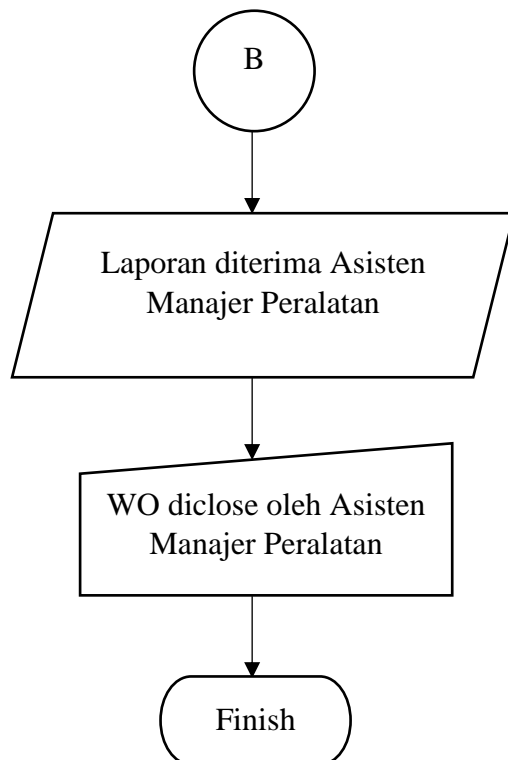 B
Laporan diterima Asisten
Manajer Peralatan
WO diclose oleh Asisten
Manajer Peralatan
Finish